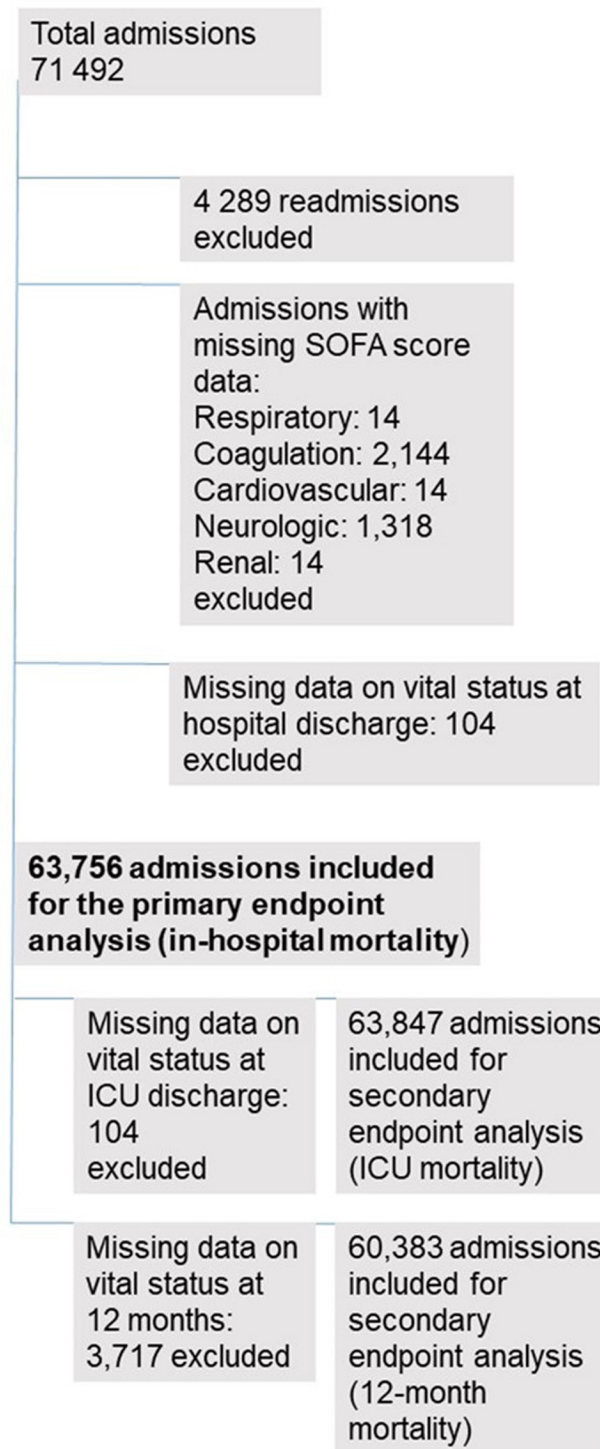 Total admissions
71 492
4 289 readmissions
excluded
Admissions with
missing SOFA score
data:
Respiratory: 14
Coagulation: 2,144
Cardiovascular: 14
Neurologic: 1,318
Renal: 14
excluded
Missing data on vital status at
hospital discharge: 104
excluded
63,756 admissions included
for the primary endpoint
analysis (in-hospital mortality)
Missing data on
vital status at
ICU discharge:
104
excluded
63,847 admissions
included for
secondary
endpoint analysis
(ICU mortality)
Missing data on
vital status at
12 months:
3,717 excluded
60,383 admissions
included for
secondary
endpoint analysis
(12-month
mortality)